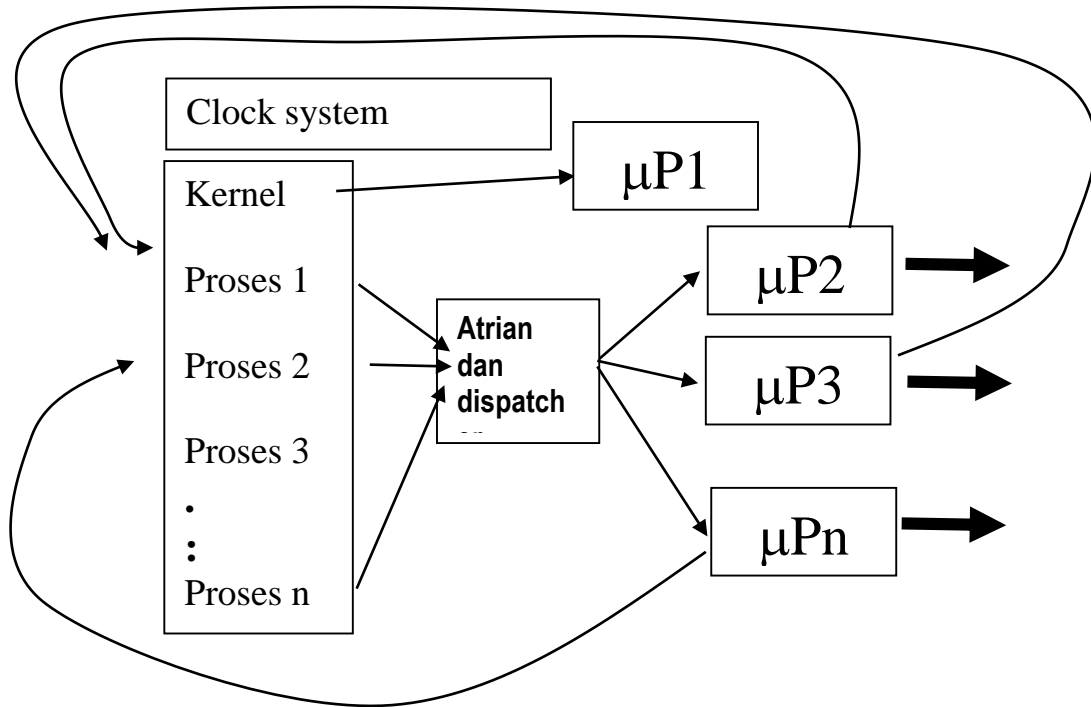 Clock system
Kernel
Proses 1
Proses 2
Proses 3
.
:
Proses n
Atrian
dan
dispatch
μP1
μP2
μP3
μPn